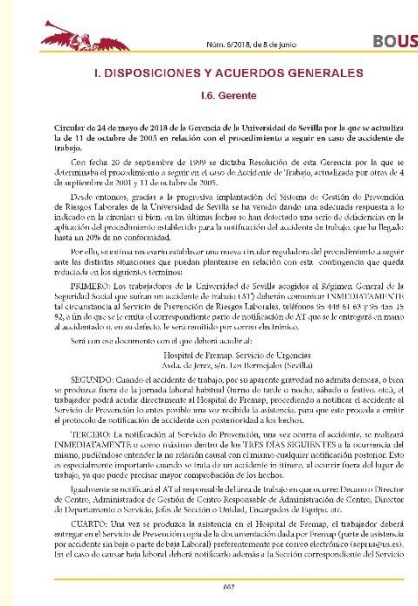 Núm. 6/2018, de 8 de junio
BOUS
I. DISPOSICIONES Y ACUERDOS GENERALES
I.6. Gerente
Circular de 24 de mayo de 2018 de la Gerencia de la Universidad de Sevilla por la que se actualiza
la de 11 de octubre de 2005 en relación con el procedimiento a seguir en caso de accidente de
trabajo.
Con fecha 20 de septiembre de 1999 se dictaba Resolución de esta Gerencia por la que se
determinaba el procedimiento a seguir en el caso de Accidente de Trabajo, actualizada por otras de 4
de septiembre de 2001 y 11 de octubre de 2005.
Desde entonces, gracias a la progresiva implantación del Sistema de Gestión de Prevención
de Riesgos Laborales de la Universidad de Sevilla se ha venido dando una adecuada respuesta a lo
indicado en la circular; si bien, en las últimas fechas se han detectado una serie de deficiencias en la
aplicación del procedimiento establecido para la notificación del accidente de trabajo, que ha llegado
hasta un 20% de no conformidad.
Por ello, se estima necesario establecer una nueva circular reguladora del procedimiento a seguir
ante las distintas situaciones que puedan plantearse en relación con esta contingencia que queda
redactada en los siguientes términos:
PRIMERO: Los trabajadores de la Universidad de Sevilla acogidos al Régimen General de la
Seguridad Social que sufran un accidente de trabajo (AT) deberán comunicar INMEDIATAMENTE
tal circunstancia al Servicio de Prevención de Riesgos Laborales, teléfonos 95 448 61 63 y 95 455
82, a fin de que se le emita el correspondiente parte de notificación de AT que se le entregará en mano
al accidentado o, en su defecto, le será remitido por correo electrónico.
Será con ese documento con el que deberá acudir al:
Hospital de Fremap. Servicio de Urgencias
Avda. de Jerez, s/n. Los Bermejales (Sevilla)
SEGUNDO: Cuando el accidente de trabajo, por su aparente gravedad no admita demora, o bien
se produzca fuera de la jornada laboral habitual (turno de tarde o noche, sábado o festivo, etc.), el
trabajador podrá acudir directamente al Hospital de Fremap, procediendo a notificar el accidente al
Servicio de Prevención lo antes posible una vez recibida la asistencia, para que este proceda a emitir
el protocolo de notificación de accidente con posterioridad a los hechos.
TERCERO: La notificación al Servicio de Prevención, una vez ocurra el accidente, se realizará
INMEDIATAMENTE o como máximo dentro de los TRES DÍAS SIGUIENTES a la ocurrencia del
mismo, pudiéndose entender la no relación causal con el mismo cualquier notificación posterior. Esto
es especialmente importante cuando se trata de un accidente in itinere, al ocurrir fuera del lugar de
trabajo, ya que puede precisar mayor comprobación de los hechos.
Igualmente se notificará el AT al responsable del área de trabajo en que ocurre: Decano o Director
de Centro, Administrador de Gestión de Centro Responsable de Administración de Centro, Director
de Departamento o Servicio, Jefes de Sección o Unidad, Encargados de Equipo, etc.
CUARTO: Una vez se produzca la asistencia en el Hospital de Fremap, el trabajador deberá
entregar en el Servicio de Prevención copia de la documentación dada por Fremap (parte de asistencia
por accidente sin baja o parte de baja Laboral) preferentemente por correo electrónico (seprus@us.es).
En el caso de causar baja laboral deberá notificarlo además a la Sección correspondiente del Servicio
667